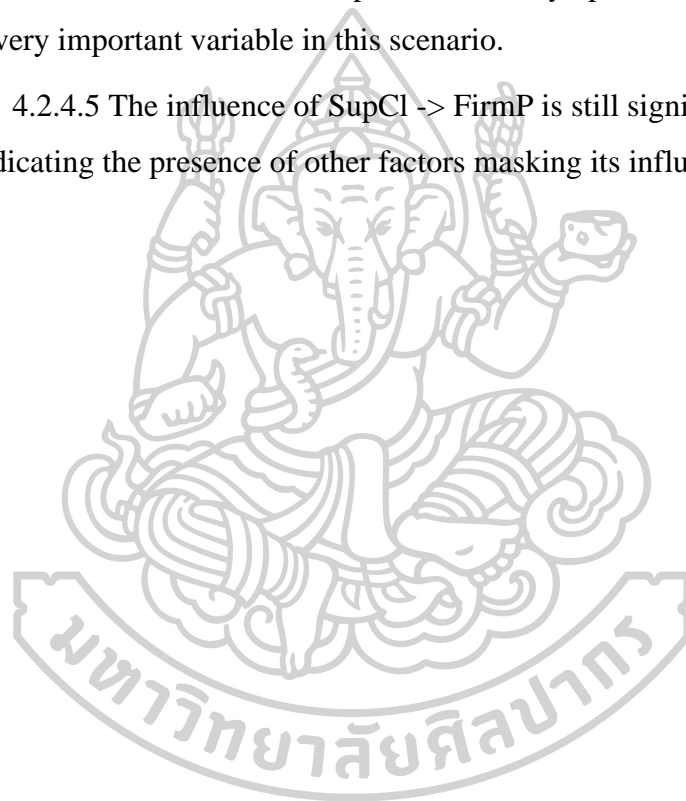 very important variable in this scenario.
4.2.4.5 The influence of SupCl -> FirmP is still signi
dicating the presence of other factors masking its influ
มหาวิทยาลัยศิลปากร